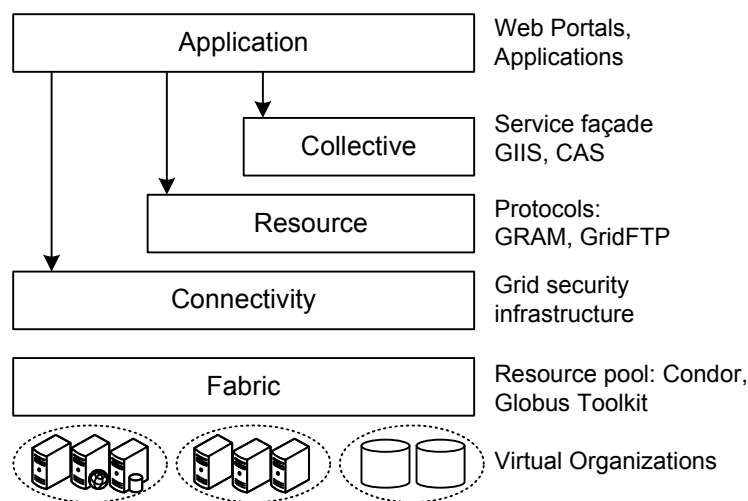 Application
Web Portals,
Applications
Collective
Service façade
GIIS, CAS
Resource
Protocols:
GRAM, GridFTP
Connectivity
Grid security
infrastructure
Fabric
Resource pool: Condor,
Globus Toolkit
Virtual Organizations